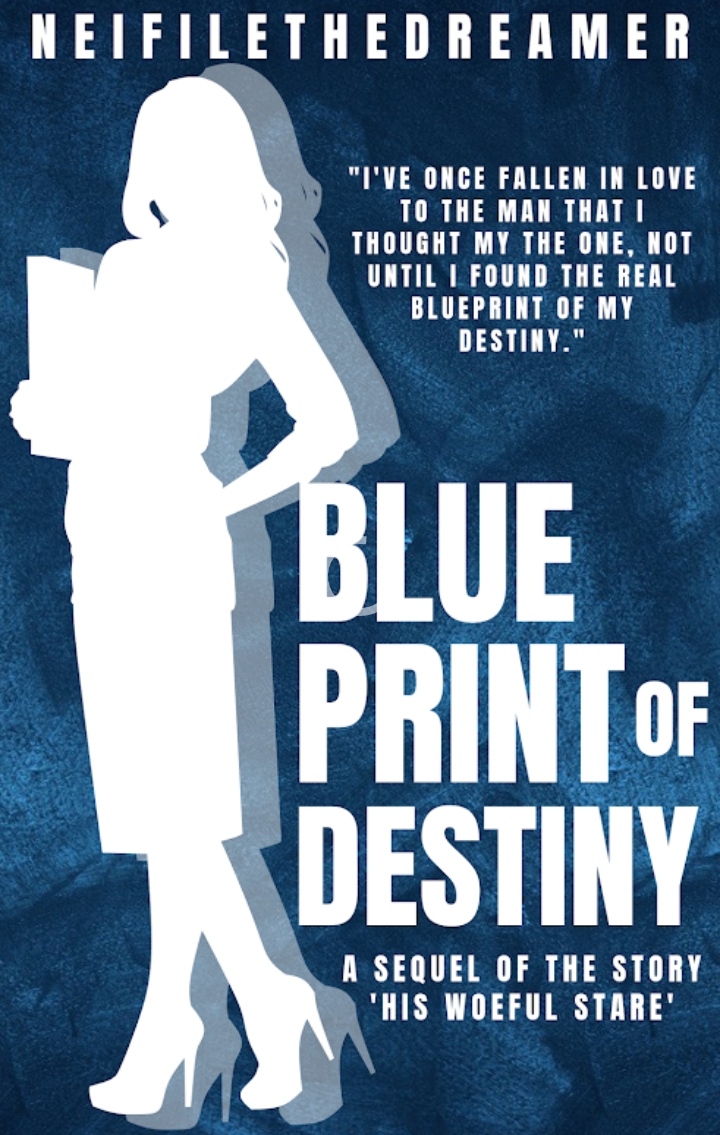 NEIFILETHEDREAMER
"I'VE ONCE FALLEN IN LOVE
TO THE MAN THAT I
THOUGHT MY THE ONE, NOT
UNTIL I FOUND THE REAL
BLUEPRINT OF MY
DESTINY."
BLUE
PRINT OF
DESTINY
A SEQUEL OF THE STORY
'HIS WOEFUL STARE'